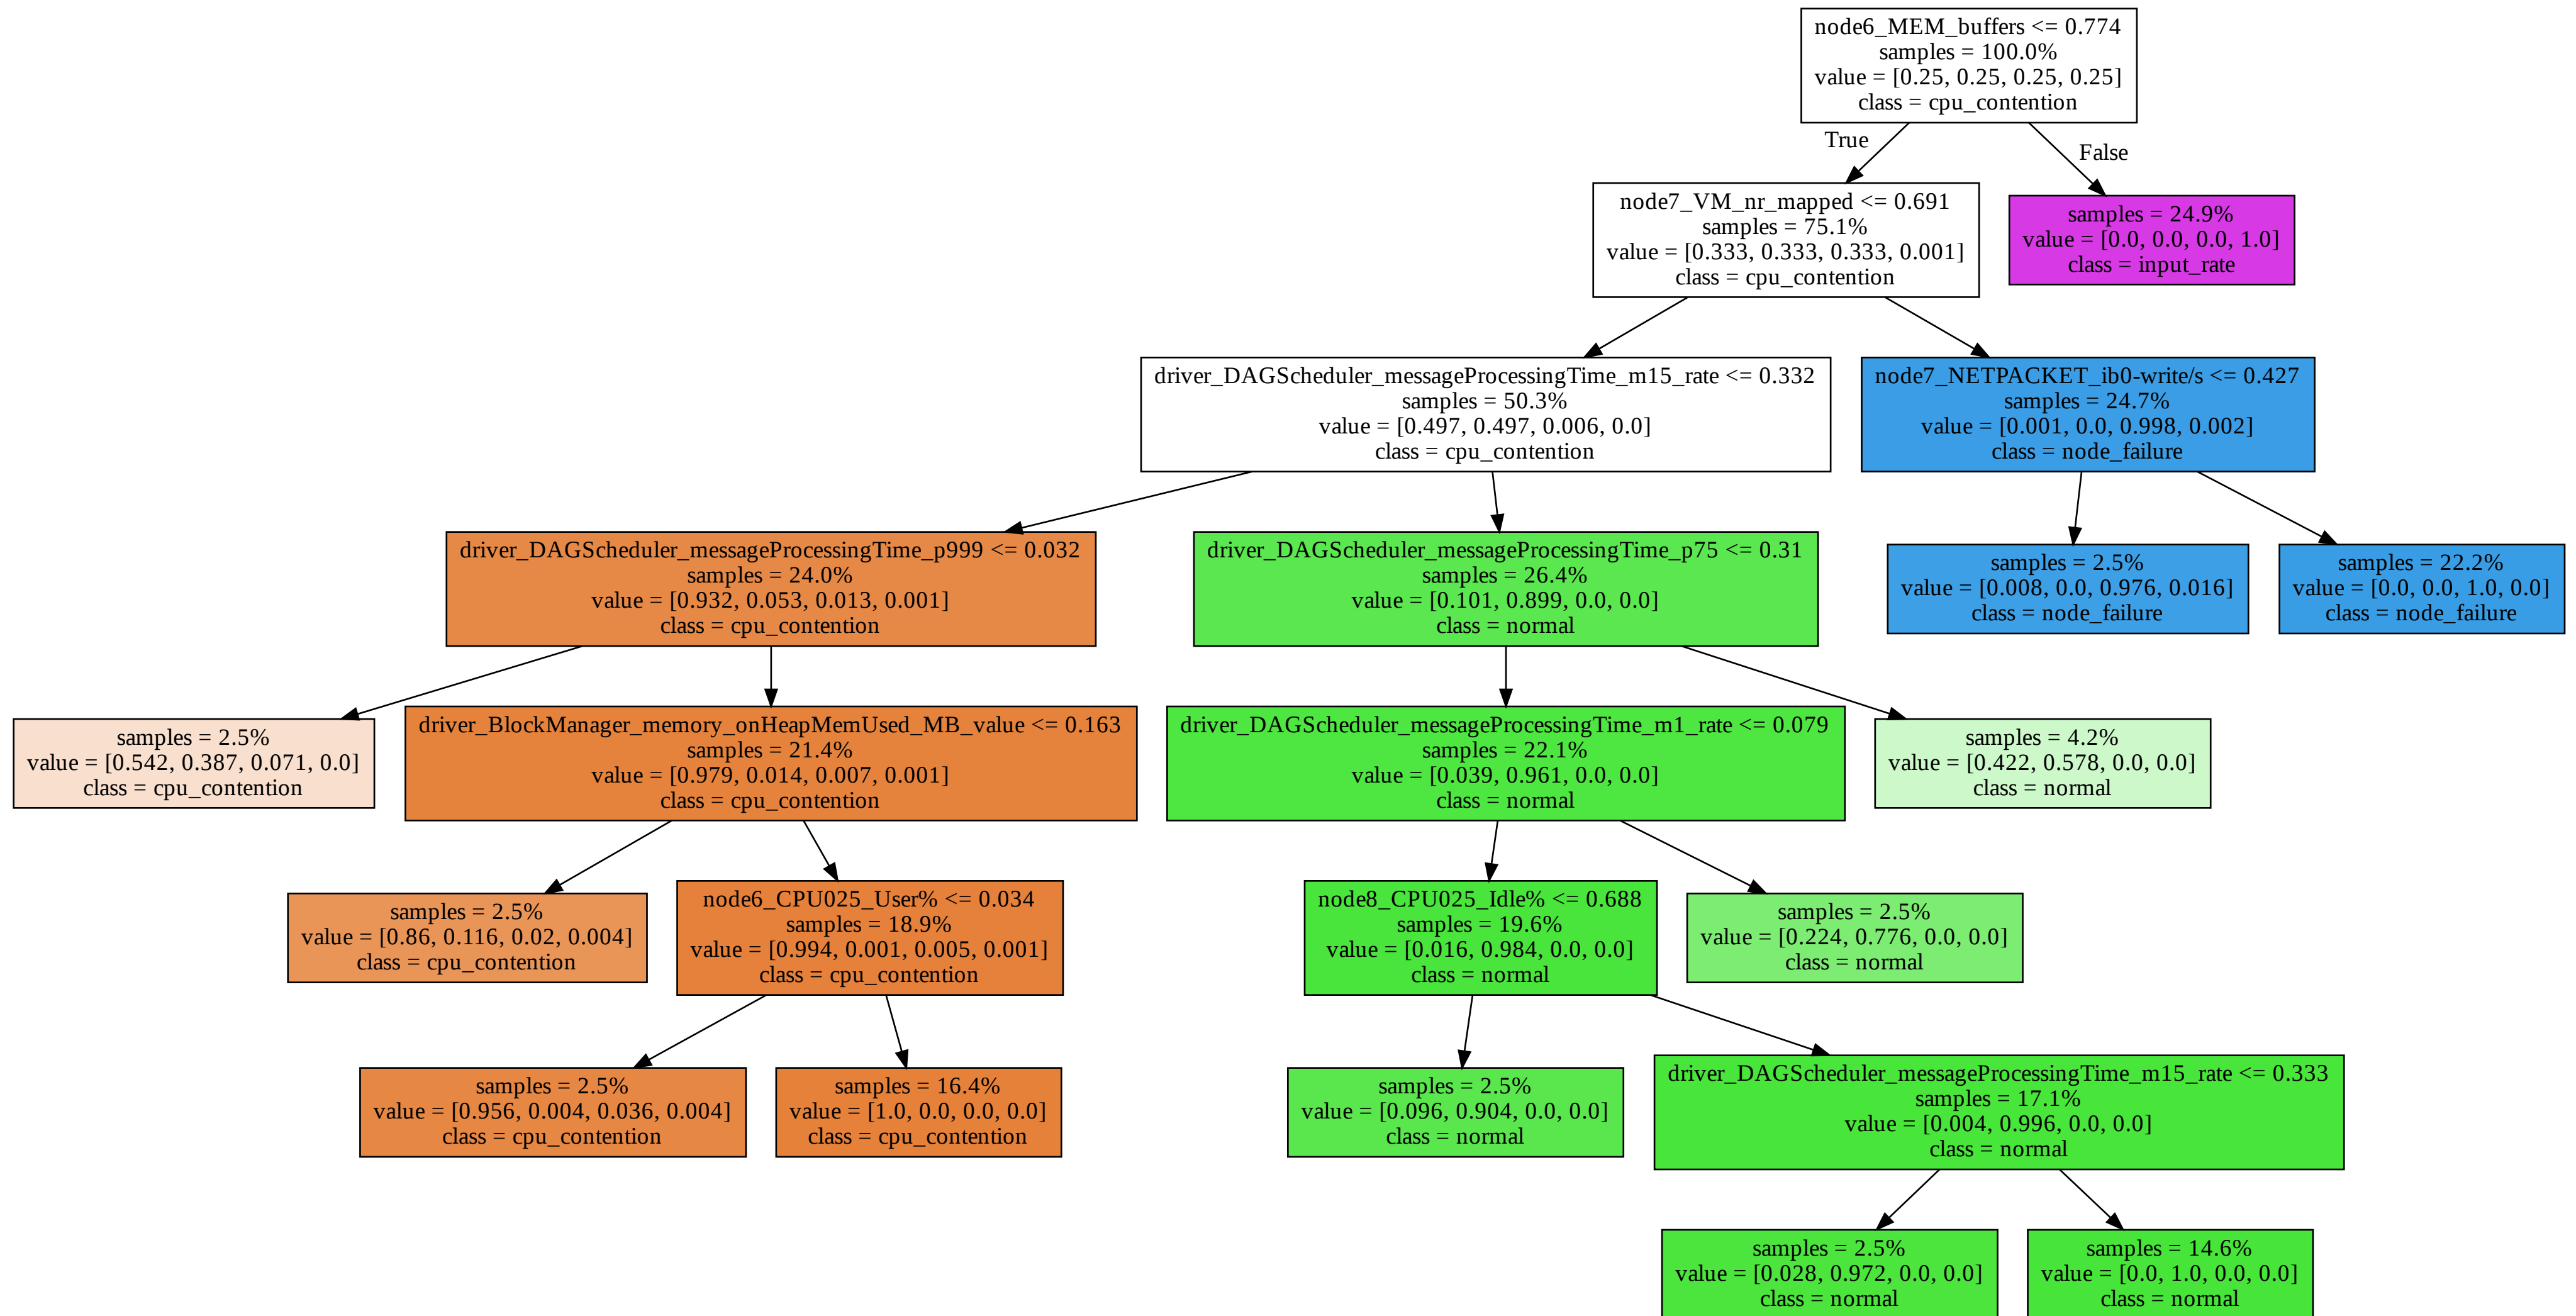 node6_MEM_buffers <= 0.774
samples = 100.0%
value = [0.25, 0.25, 0.25, 0.25]
class = cpu_contention
True
False
node7_VM_nr_mapped <= 0.691
samples = 75.1%
value = [0.333, 0.333, 0.333, 0.001]
class = cpu_contention
samples = 24.9%
value = [0.0, 0.0, 0.0, 1.0]
class = input_rate
driver_DAGScheduler_messageProcessingTime_m15_rate <= 0.332
samples = 50.3%
value = [0.497, 0.497, 0.006, 0.0]
class = cpu_contention
node7_NETPACKET_ib0-write/s <= 0.427
samples = 24.7%
value = [0.001, 0.0, 0.998, 0.002]
class = node_failure
driver_DAGScheduler_messageProcessingTime_p999 <= 0.032
samples = 24.0%
value = [0.932, 0.053, 0.013, 0.001]
class = cpu_contention
driver_DAGScheduler_messageProcessingTime_p75 <= 0.31
samples = 26.4%
value = [0.101, 0.899, 0.0, 0.0]
class = normal
samples = 2.5%
value = [0.008, 0.0, 0.976, 0.016]
class = node_failure
samples = 22.2%
value = [0.0, 0.0, 1.0, 0.0]
class = node_failure
samples = 2.5%
value = [0.542, 0.387, 0.071, 0.0]
class = cpu_contention
driver_BlockManager_memory_onHeapMemUsed_MB_value <= 0.163
samples = 21.4%
value = [0.979, 0.014, 0.007, 0.001]
class = cpu_contention
driver_DAGScheduler_messageProcessingTime_m1_rate <= 0.079
samples = 22.1%
value = [0.039, 0.961, 0.0, 0.0]
class = normal
samples = 4.2%
value = [0.422, 0.578, 0.0, 0.0]
class = normal
samples = 2.5%
value = [0.86, 0.116, 0.02, 0.004]
class = cpu_contention
node6_CPU025_User% <= 0.034
samples = 18.9%
value = [0.994, 0.001, 0.005, 0.001]
class = cpu_contention
node8_CPU025_Idle% <= 0.688
samples = 19.6%
value = [0.016, 0.984, 0.0, 0.0]
class = normal
samples = 2.5%
value = [0.224, 0.776, 0.0, 0.0]
class = normal
samples = 2.5%
value = [0.956, 0.004, 0.036, 0.004]
class = cpu_contention
samples = 16.4%
value = [1.0, 0.0, 0.0, 0.0]
class = cpu_contention
samples = 2.5%
value = [0.096, 0.904, 0.0, 0.0]
class = normal
driver_DAGScheduler_messageProcessingTime_m15_rate <= 0.333
samples = 17.1%
value = [0.004, 0.996, 0.0, 0.0]
class = normal
samples = 2.5%
value = [0.028, 0.972, 0.0, 0.0]
class = normal
samples = 14.6%
value = [0.0, 1.0, 0.0, 0.0]
class = normal